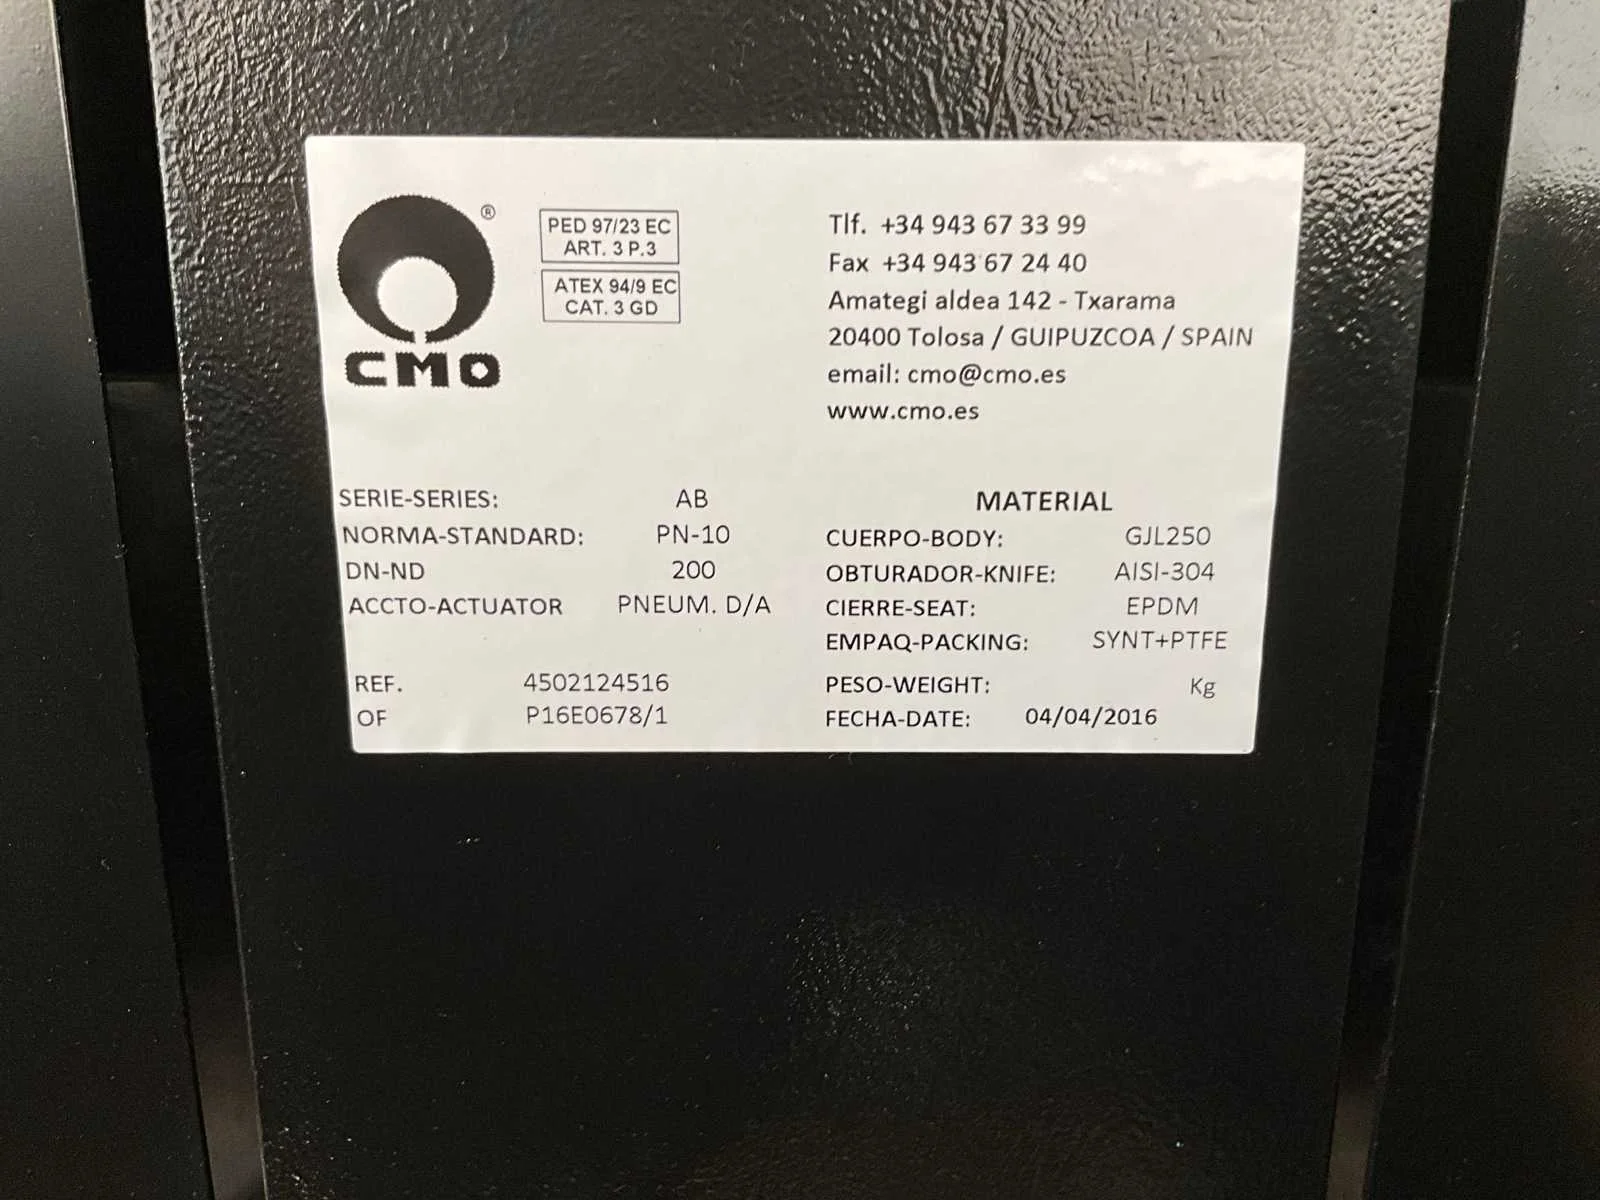 ®
CMO
PED 97/23 EC
ART. 3 P.3
ATEX 94/9 EC
CAT. 3 GD
Tlf. +34 943 67 33 99
Fax +34 943 67 24 40
Amategi aldea 142 - Txarama
20400 Tolosa / GUIPUZCOA / SPAIN
email: cmo@cmo.es
www.cmo.es
SERIE-SERIES: AB
NORMA-STANDARD: PN-10
DN-ND 200
ACCTO-ACTUATOR PNEUM. D/A
REF. 4502124516
OF P16E0678/1
MATERIAL
CUERPO-BODY: GJL250
OBTURADOR-KNIFE: AISI-304
CIERRE-SEAT: EPDM
EMPAQ-PACKING: SYNT+PTFE
PESO-WEIGHT: Kg
FECHA-DATE: 04/04/2016